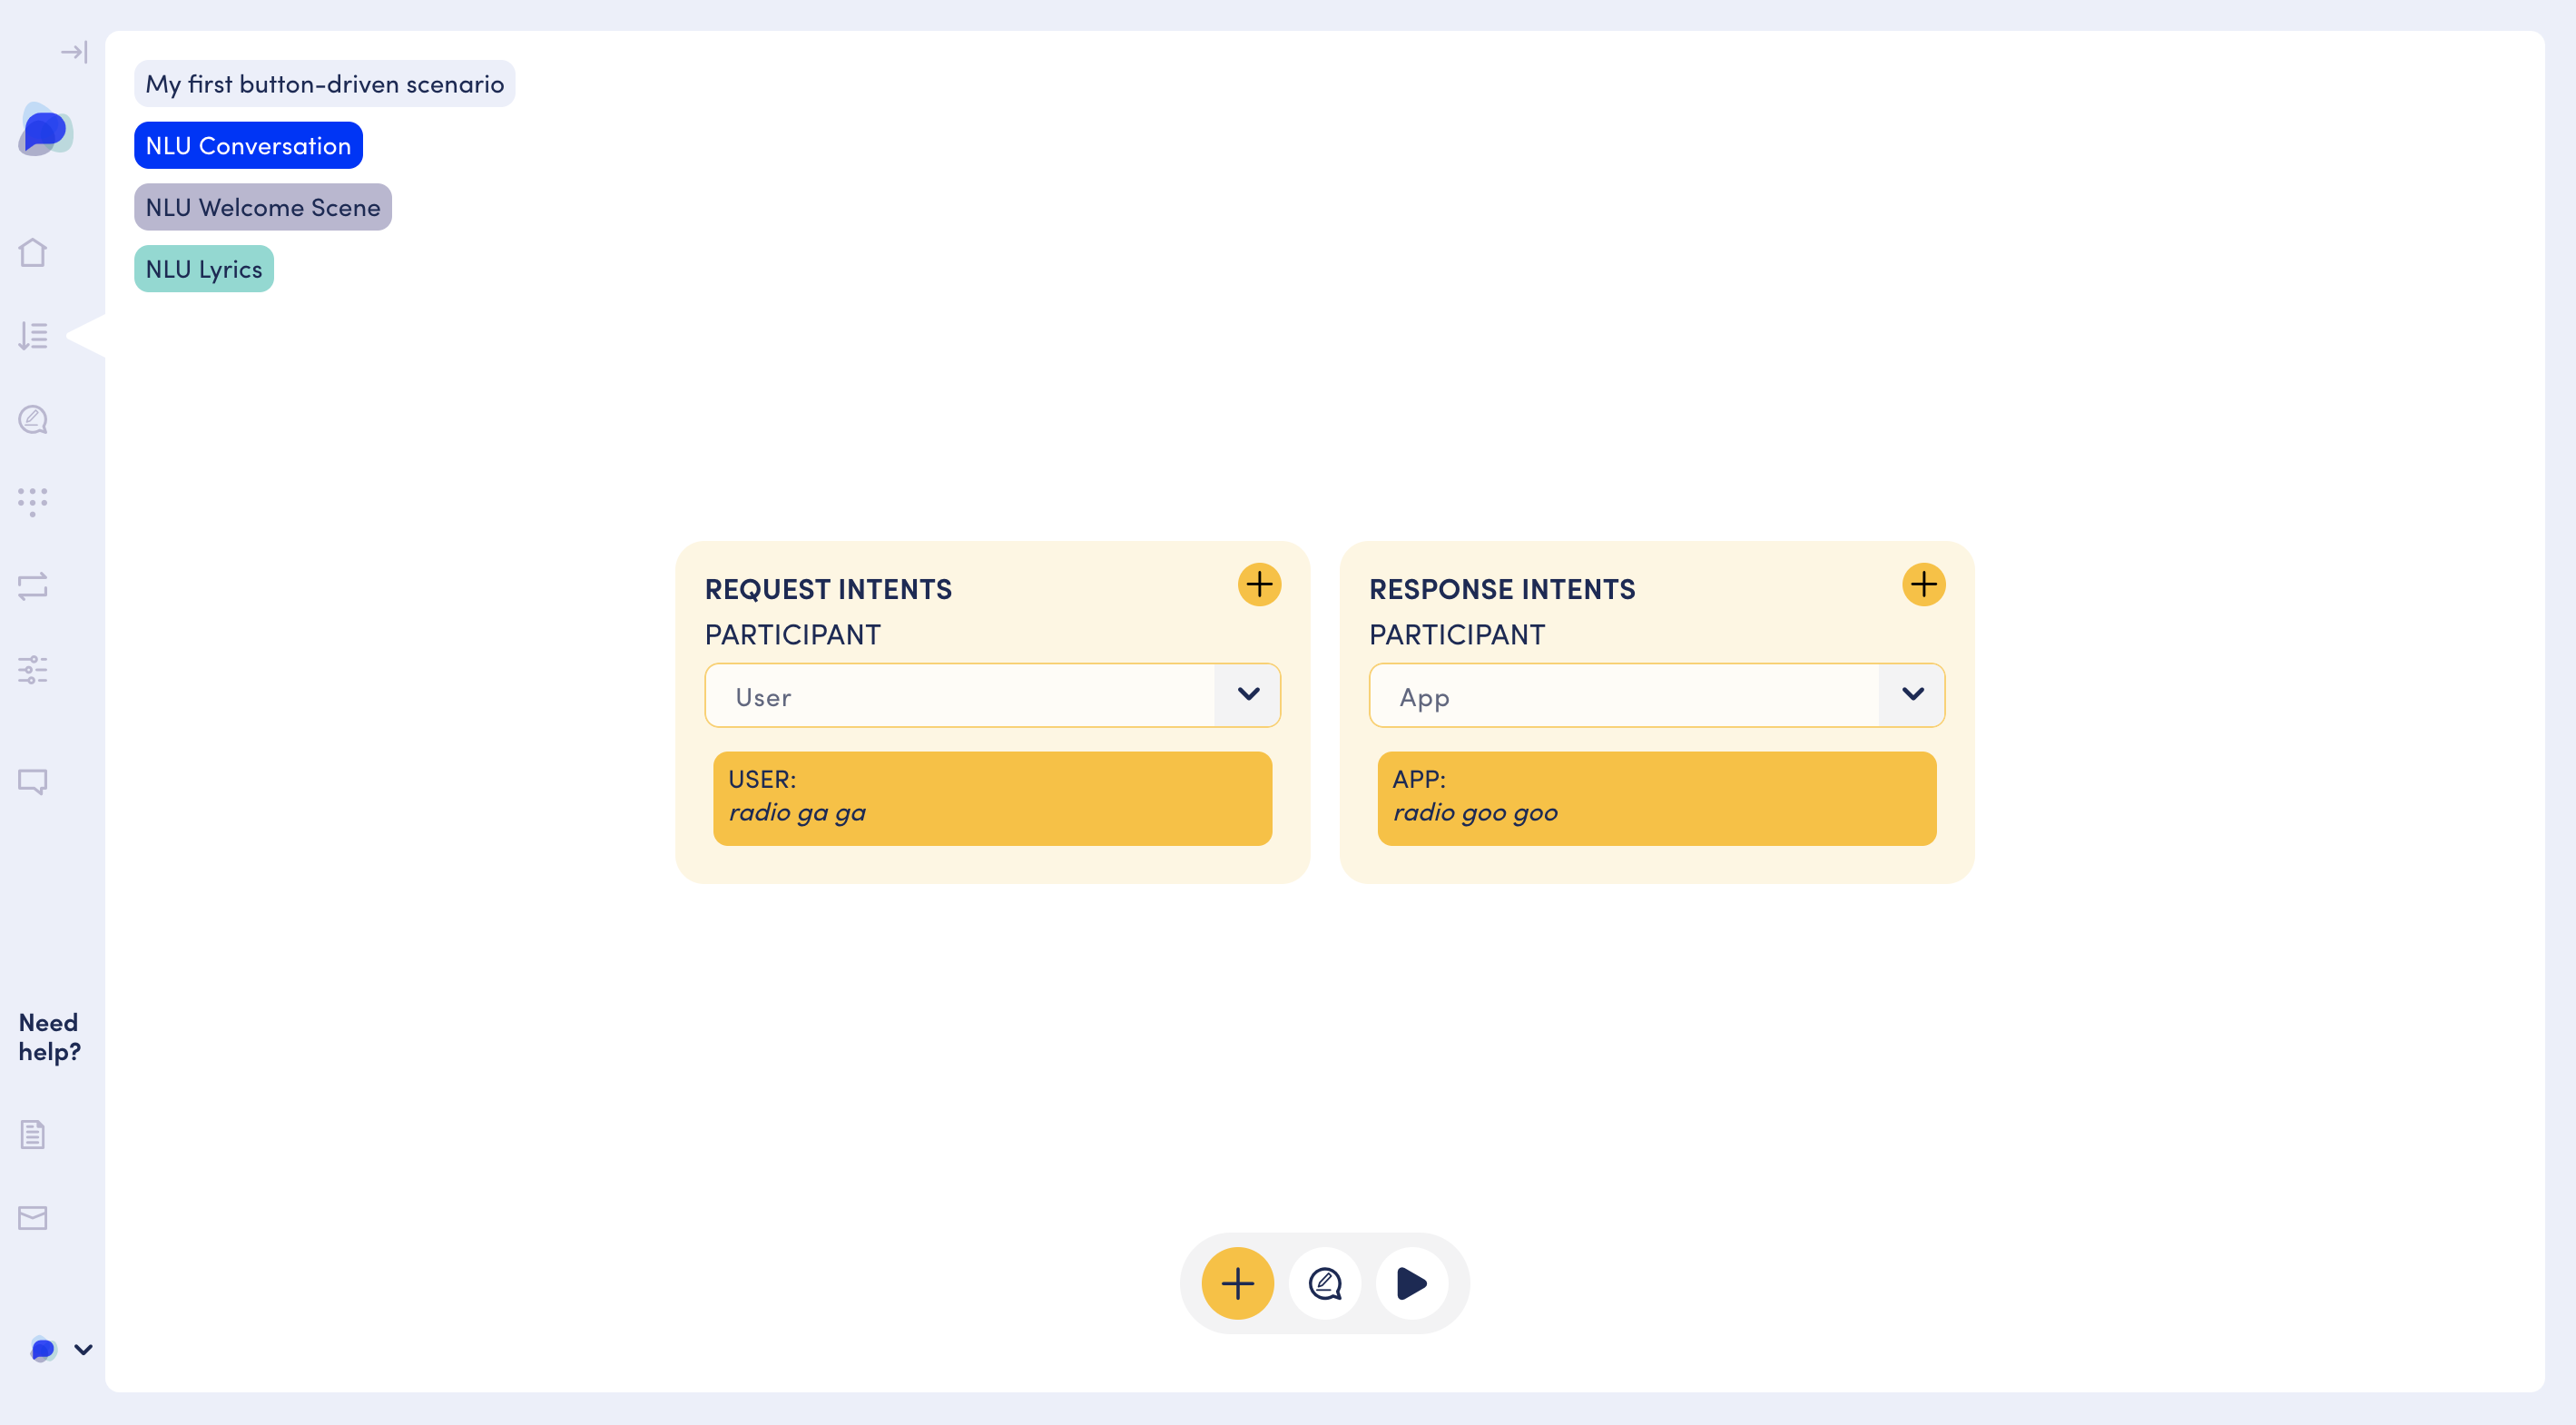 My first button-driven scenario
NLU Conversation
NLU Welcome Scene
NLU Lyrics
REQUEST INTENTS
PARTICIPANT
User
USER:
radio ga ga
RESPONSE INTENTS
PARTICIPANT
App
APP:
radio goo goo
Need
help?